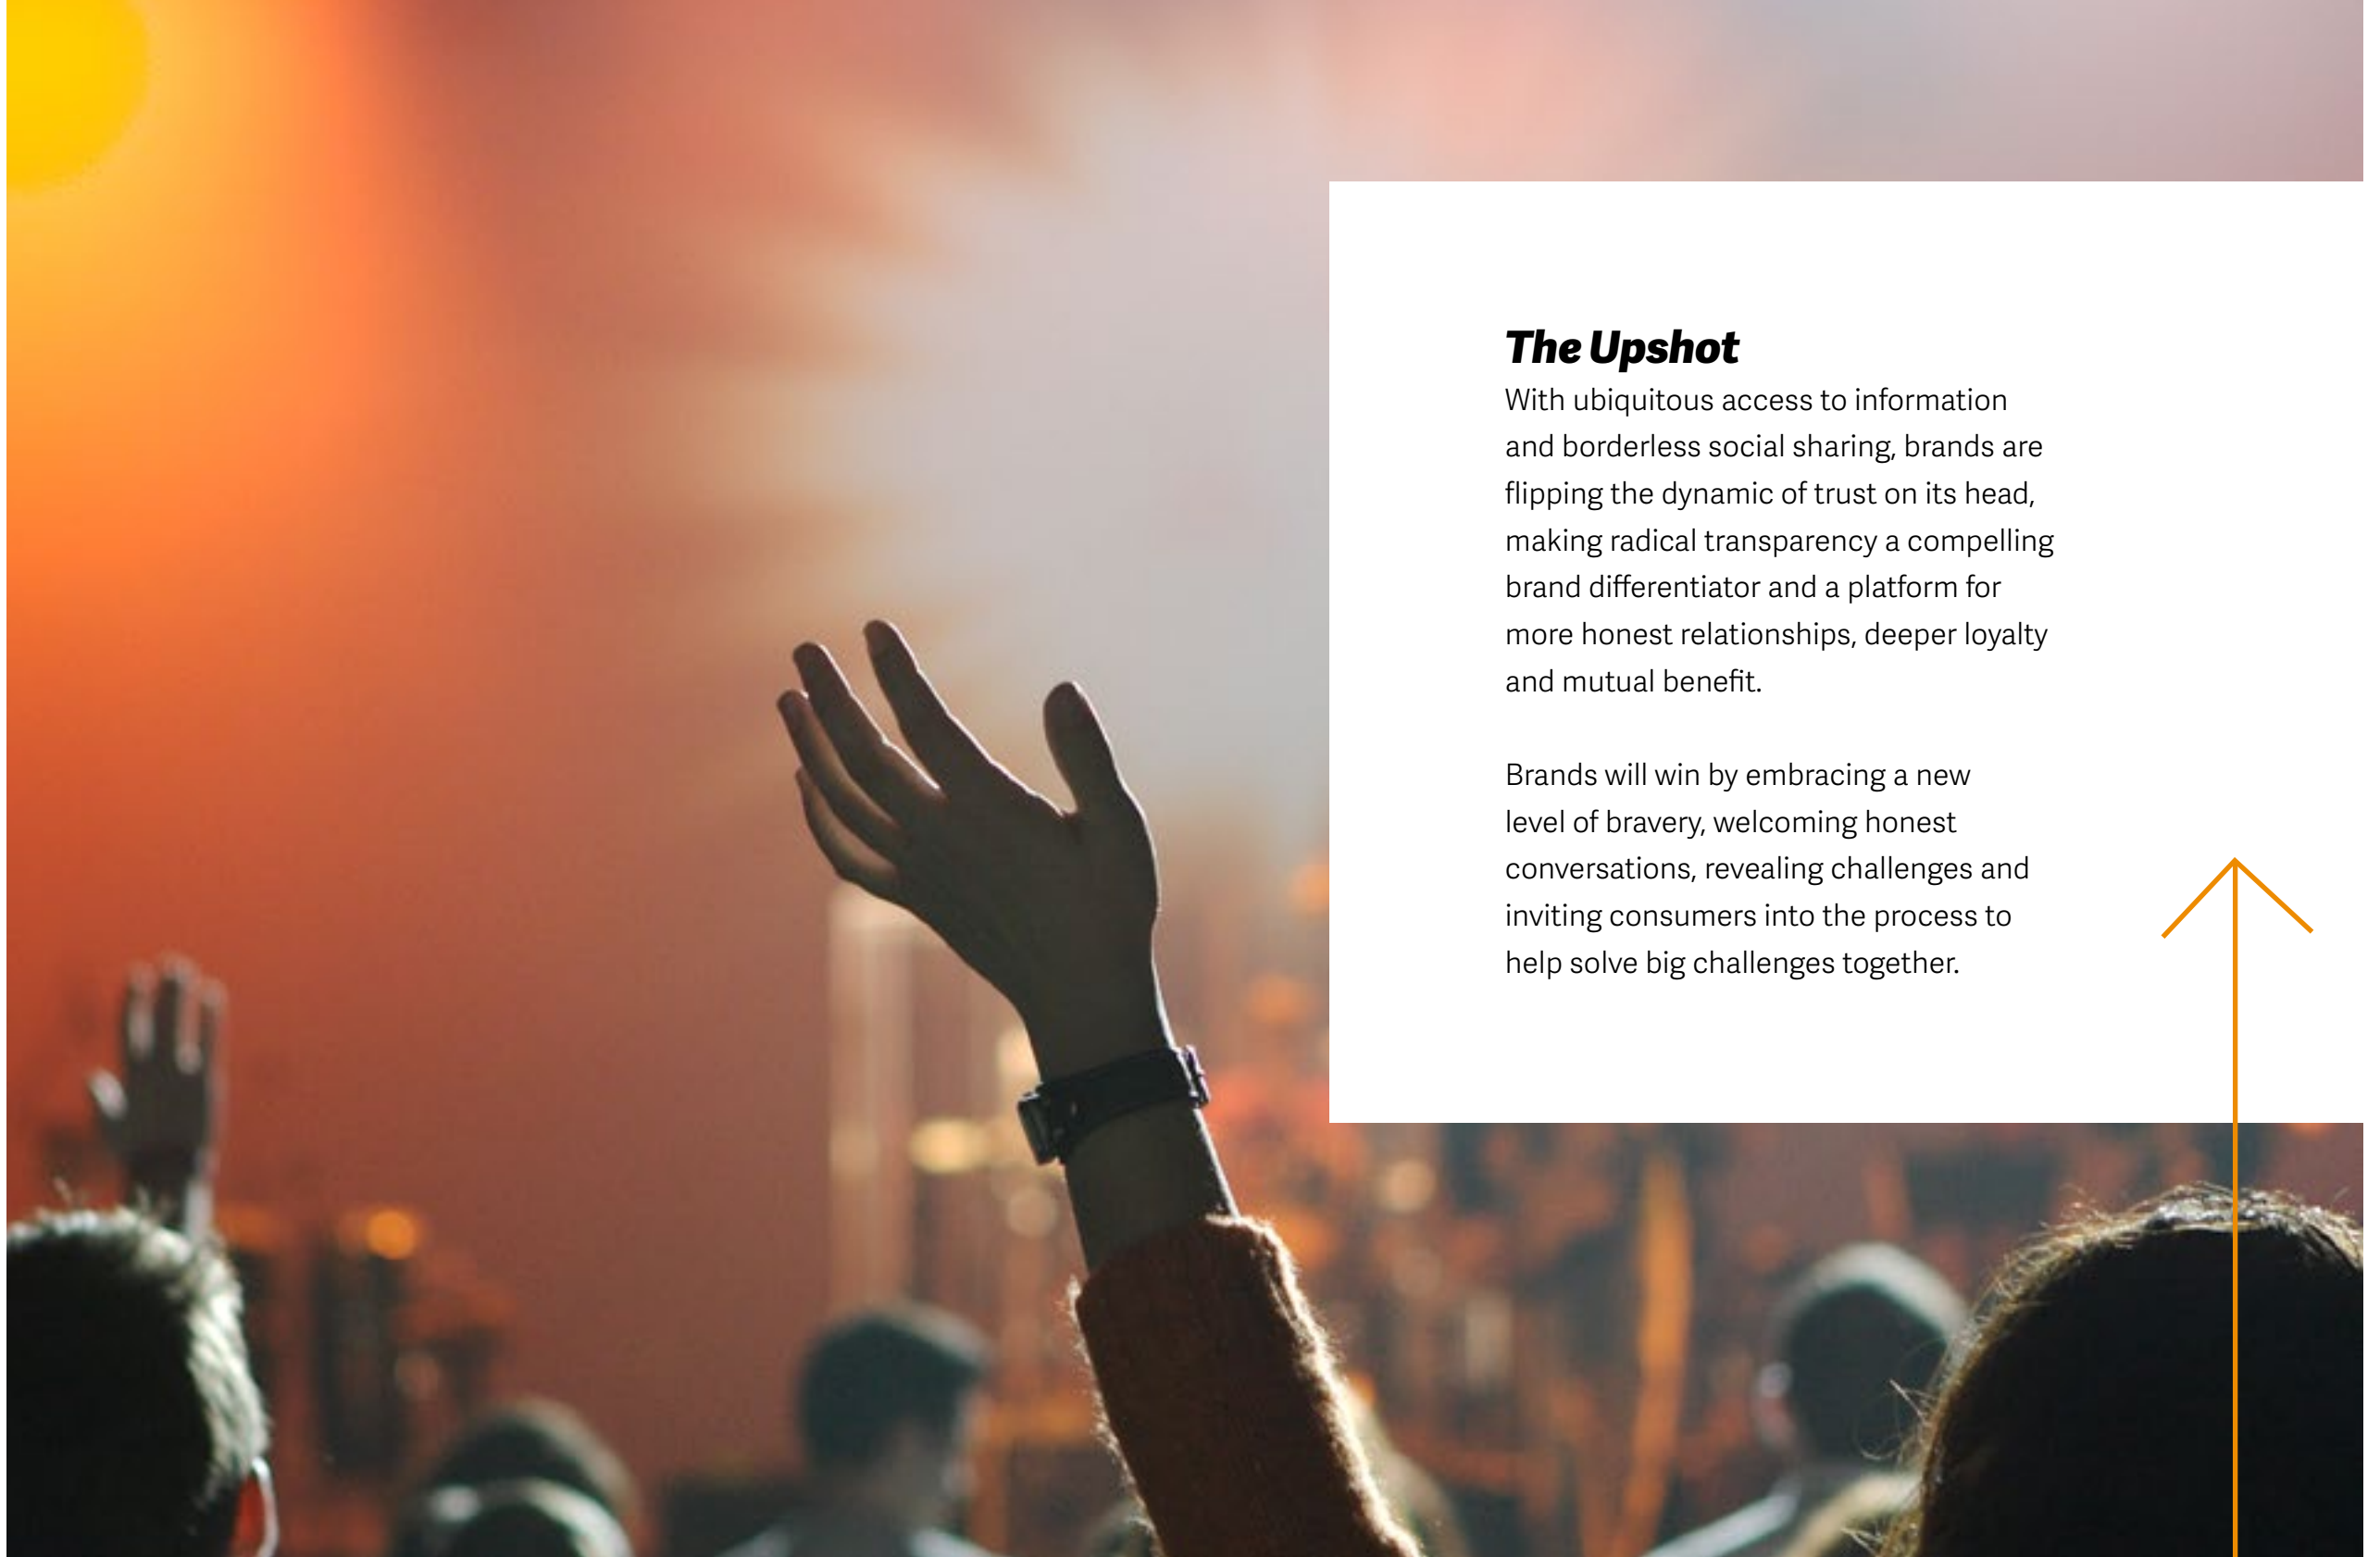 The Upshot
With ubiquitous access to information
and borderless social sharing, brands are
flipping the dynamic of trust on its head,
making radical transparency a compelling
brand differentiator and a platform for
more honest relationships, deeper loyalty
and mutual benefit.
Brands will win by embracing a new
level of bravery, welcoming honest
conversations, revealing challenges and
inviting consumers into the process to
help solve big challenges together.